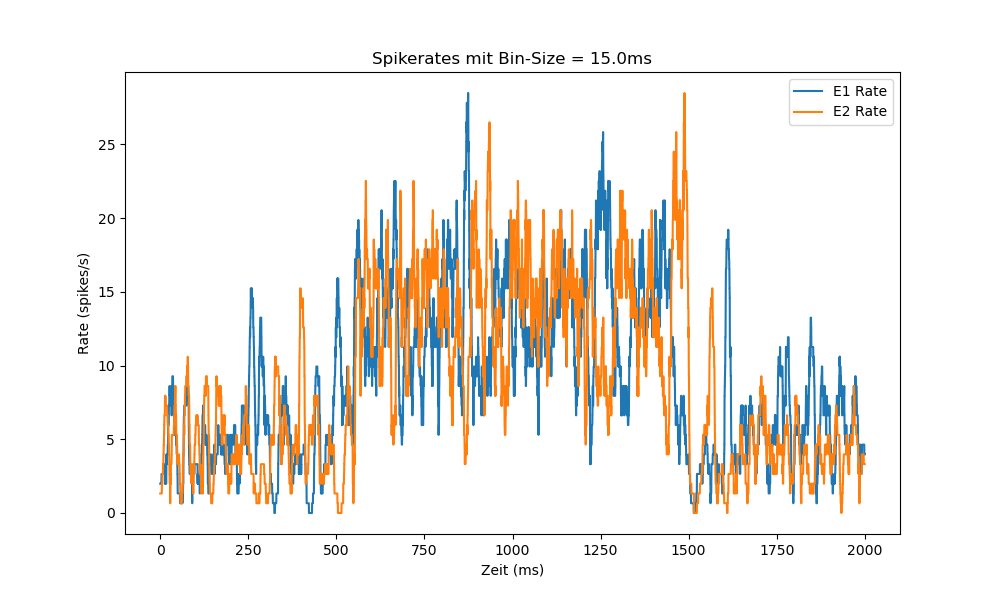 Spikerates mit Bin-Size = 15.0ms
E1 Rate
E2 Rate
Rate (spikes/s)
25
20
15
10
5
0
0 250 500 750 1000 1250 1500 1750 2000
Zeit (ms)